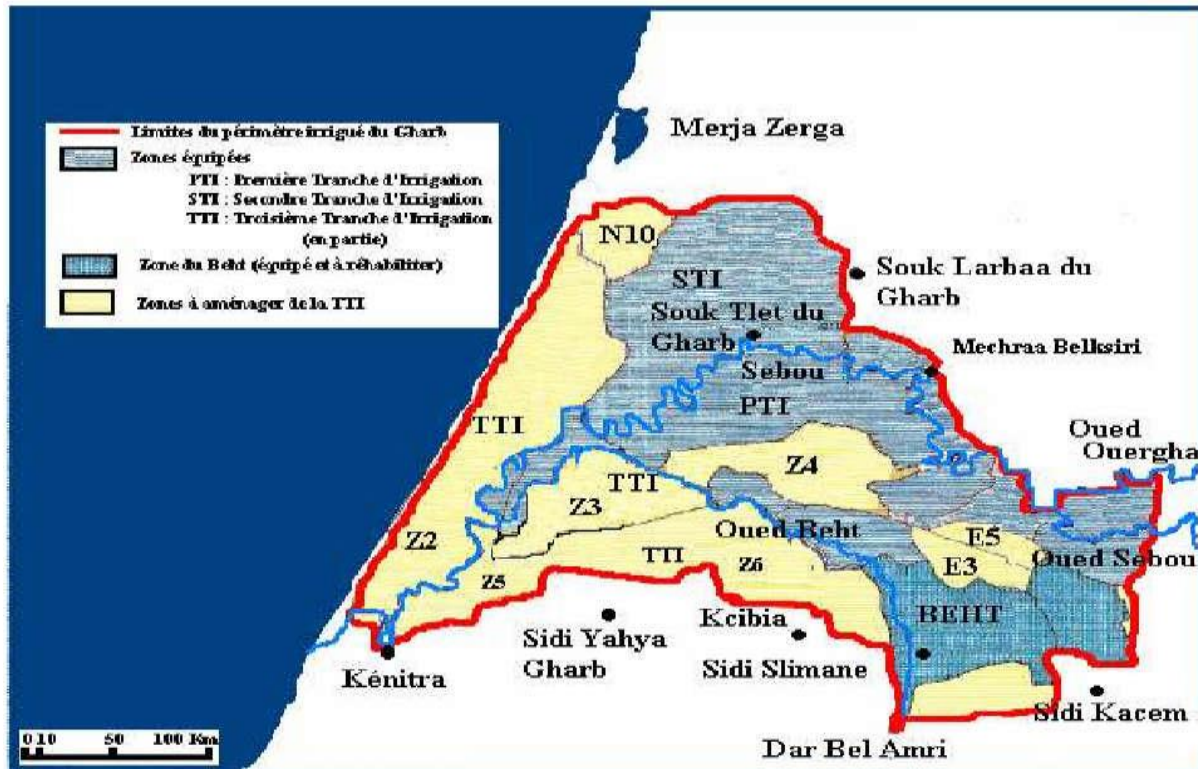 Limites du périmètre irrigué du Gharb
Zones équipées
PTI : Première Tranche d'Irrigation
STI : Secondre Tranche d'Irrigation
TTI : Troisième Tranche d'Irrigation
(en partie)
Zone du Beht (équipé et à réhabiliter)
Zones à aménager de la TTI
Merja Zerga
N10
STI
Souk Larbaa du
Gharb
Souk Tlet du
Gharb
Mechraa Belksiri
Sebou
PTI
TTI
Oued
Ouergha
Z4
TTI
Z3
Z2
Oued Beht
E5
E3
Oued Sebou
TTI
Z6
Z5
BEHT
Kcibia
Sidi Yahya
Gharb
Sidi Slimane
Kénitra
Sidi Kacem
Dar Bel Amri
0 10 50 100 Km